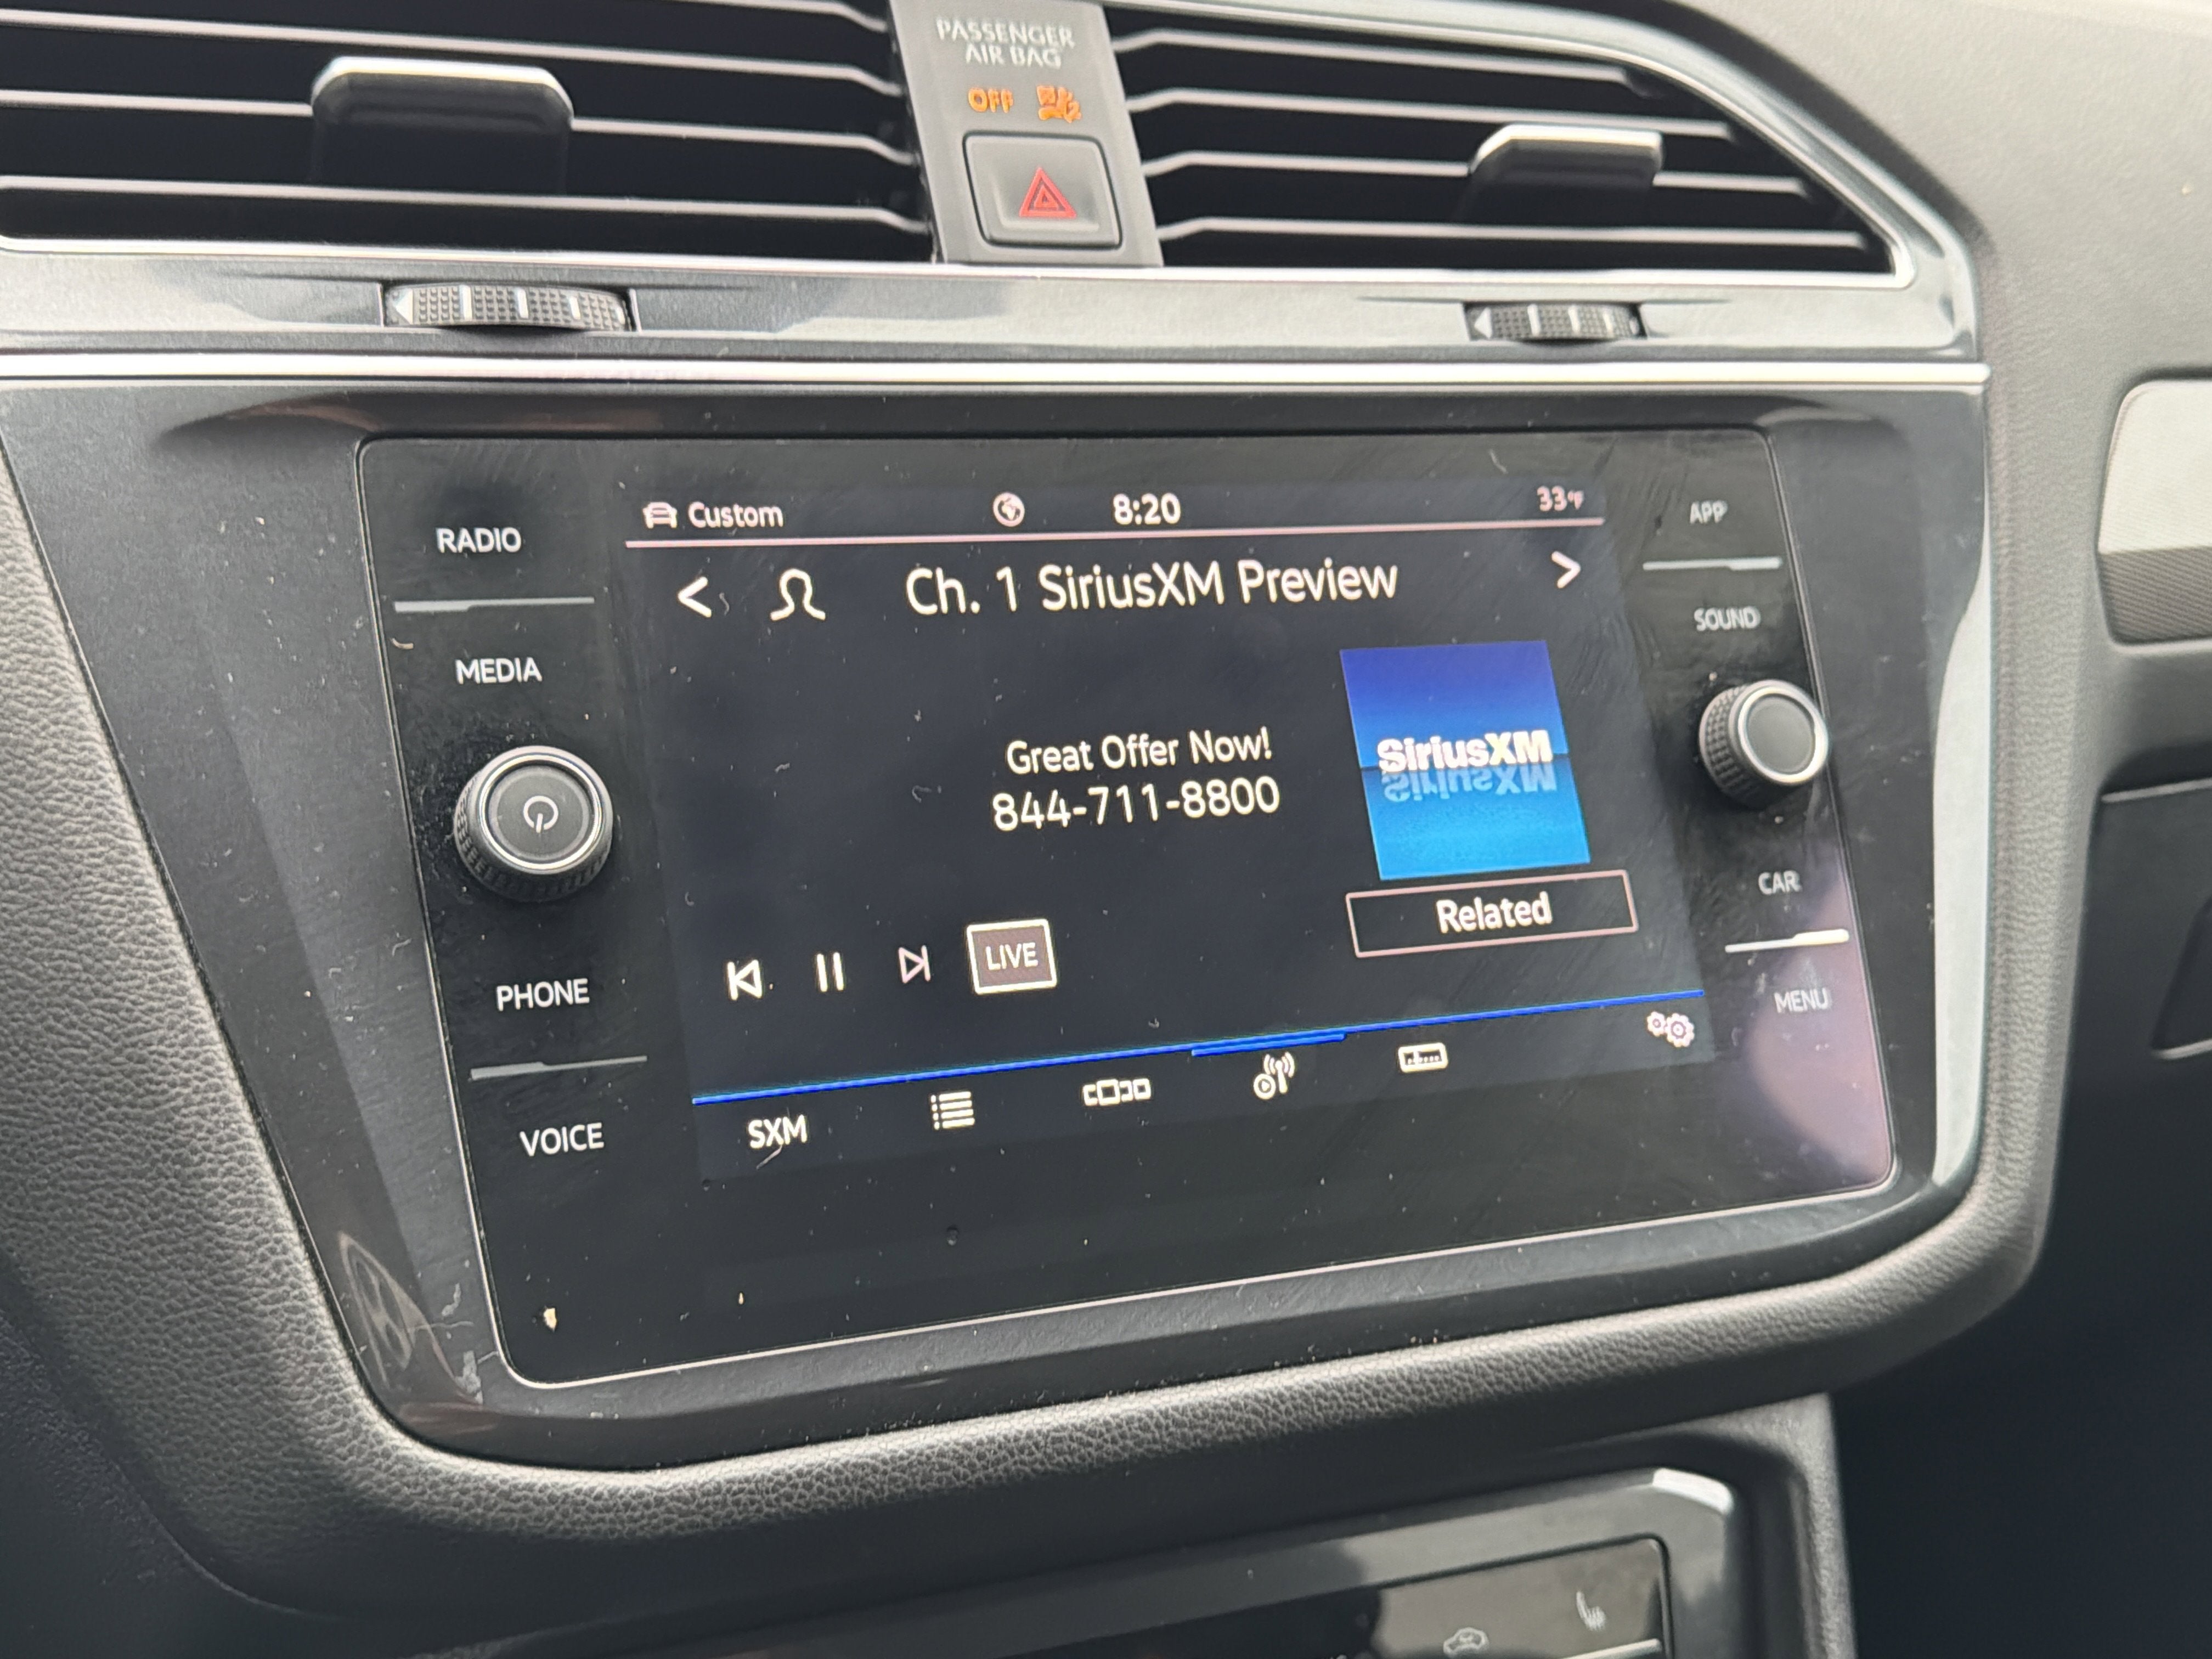 PASSENGER
AIR BAG
OFF
Custom
8:20
33°F
RADIO
APP
Ch. 1 SiriusXM Preview
SOUND
MEDIA
Great Offer Now!
844-711-8800
SiriusXM
CAR
Related
LIVE
PHONE
MENU
SXM
VOICE